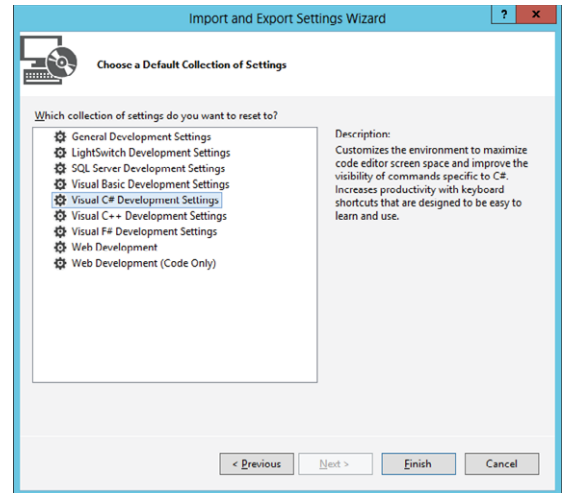 Import and Export Settings Wizard
? x
Choose a Default Collection of Settings
Which collection of settings do you want to reset to?
General Development Settings
LightSwitch Development Settings
SQL Server Development Settings
Visual Basic Development Settings
Visual C# Development Settings
Visual C++ Development Settings
Visual F# Development Settings
Web Development
Web Development (Code Only)
Description:
Customizes the environment to maximize
code editor screen space and improve the
visibility of commands specific to C#.
Increases productivity with keyboard
shortcuts that are designed to be easy to
learn and use.
< Previous
Next >
Finish
Cancel